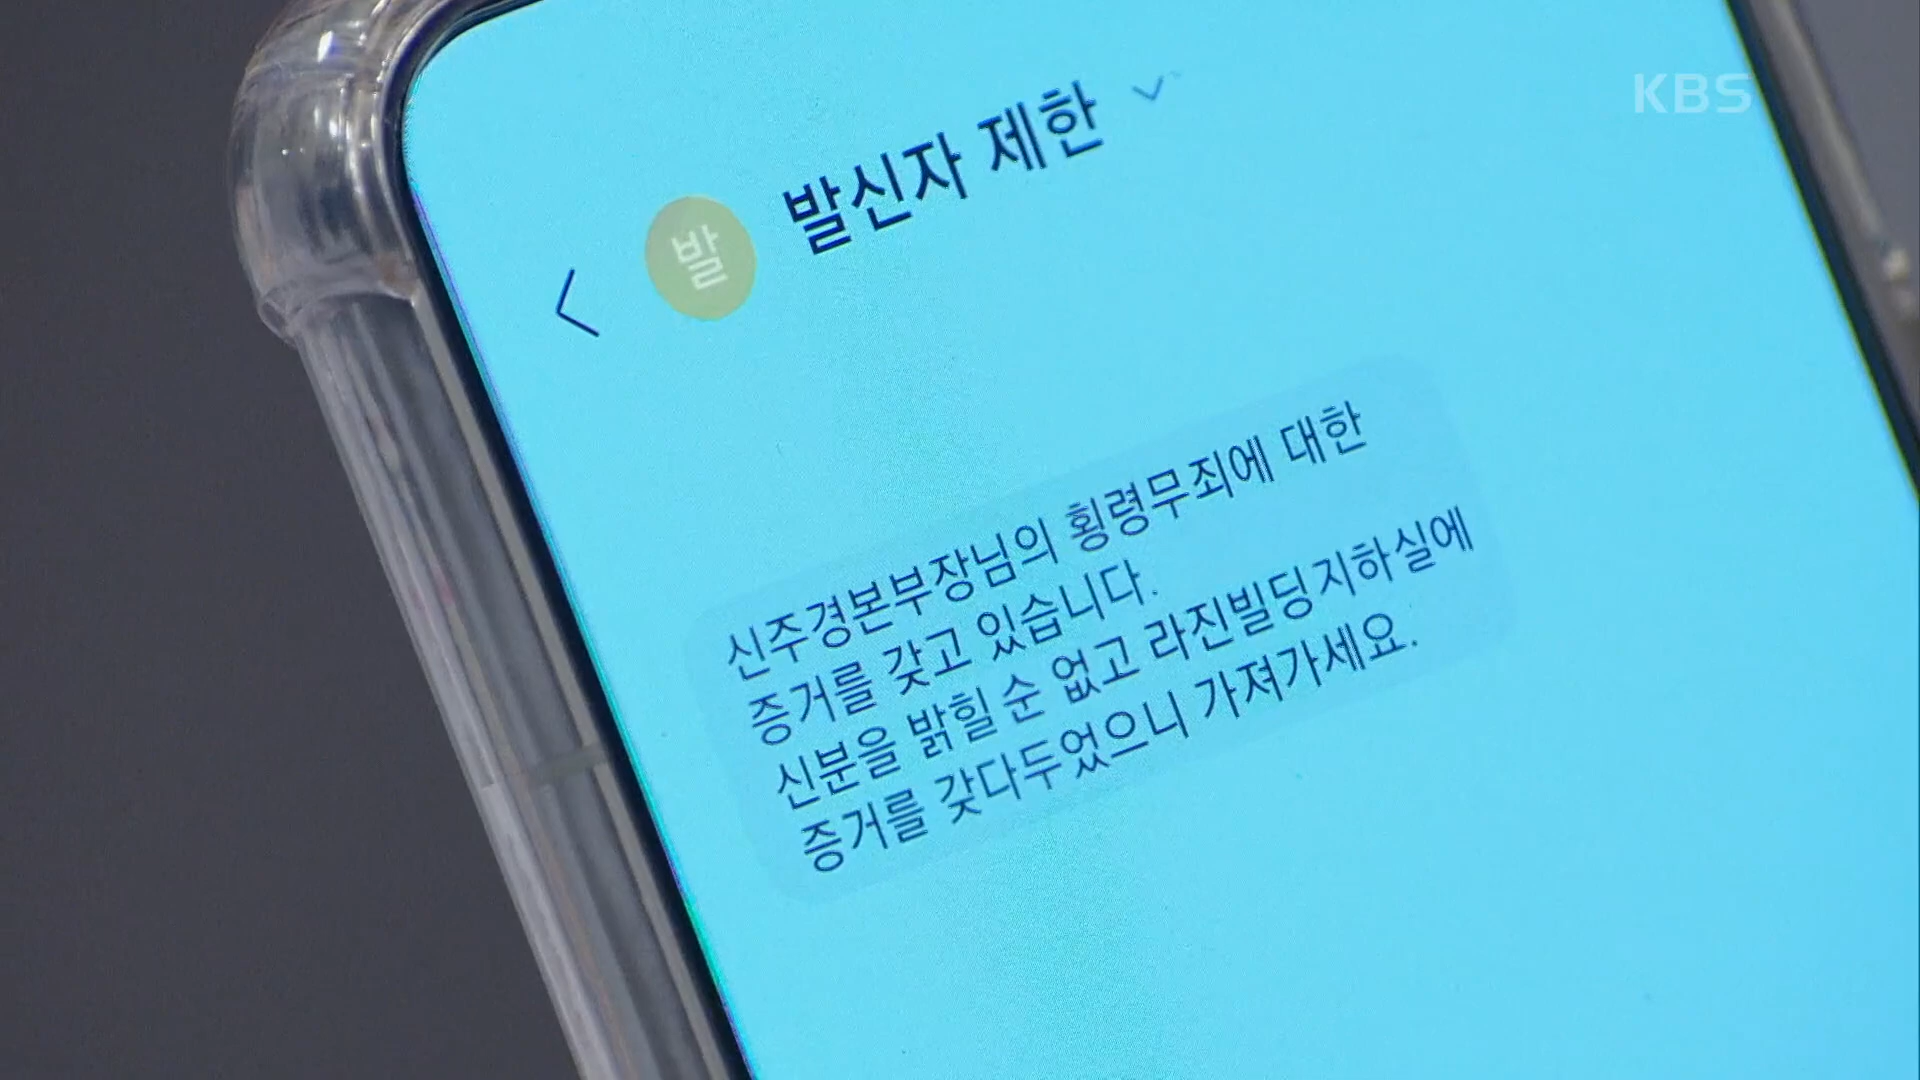 KBS
발신자 제한
발
신주경본부장님의 횡령무죄에 대한
증거를 갖고 있습니다.
신분을 밝힐 순 없고 라진빌딩지하실에
증거를 갖다두었으니 가져가세요.